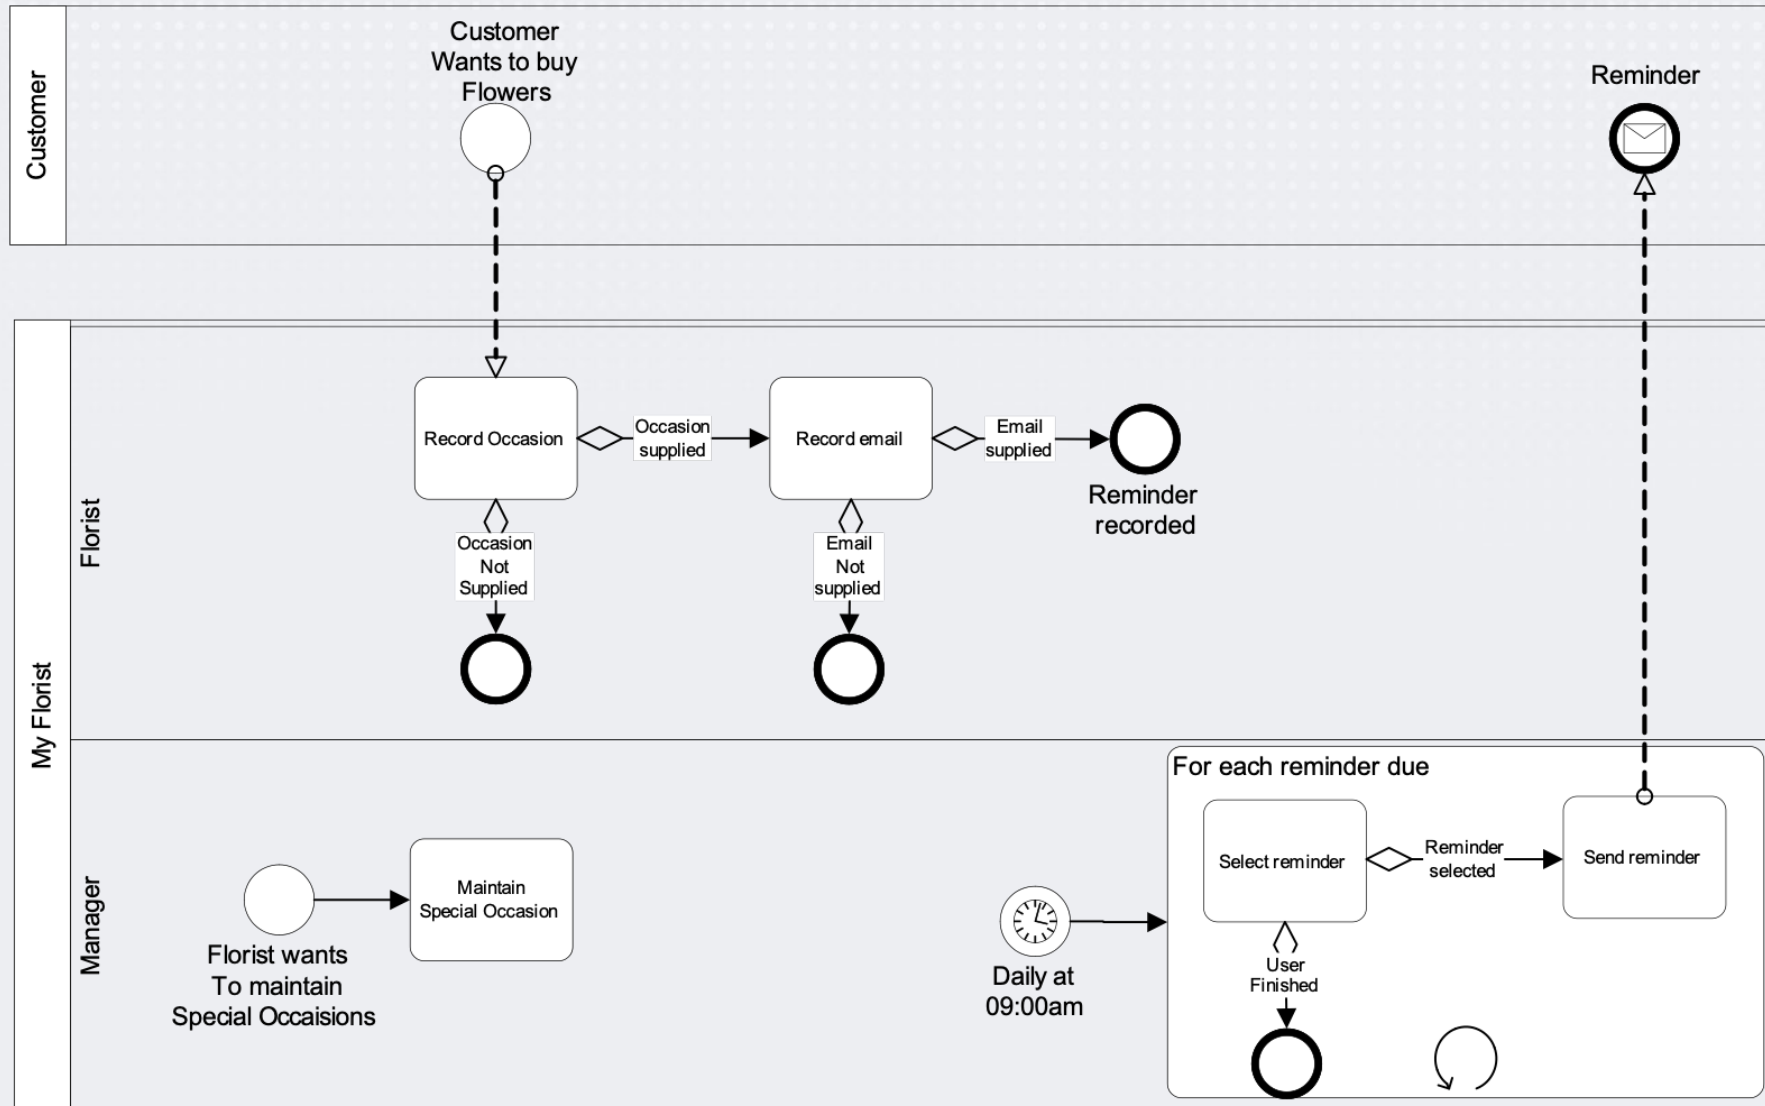 Customer
Customer
Wants to buy
Flowers
Reminder
My Florist
Florist
Record Occasion
Occasion
supplied
Record email
Email
supplied
Reminder
recorded
Occasion
Not
Supplied
Email
Not
supplied
Manager
Florist wants
To maintain
Special Occaisions
Maintain
Special Occasion
Daily at
09:00am
For each reminder due
Select reminder
Reminder
selected
Send reminder
User
Finished